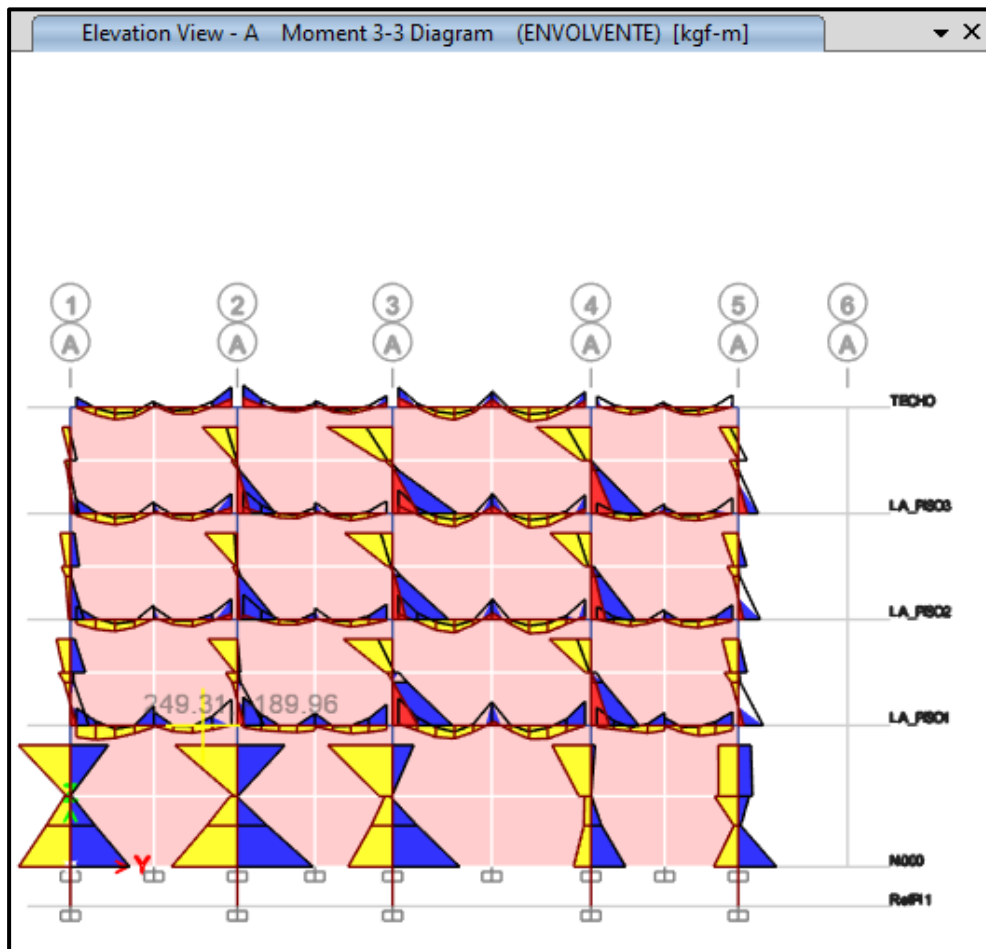 Elevation View - A Moment 3-3 Diagram (ENVOLVENTE) [kgf-m]
1 2 3 4 5 6
A A A A A A
TECHO
LA_PISO3
LA_PISO2
249.31 189.96
LA_PISO1
Y
N000
RefPl1